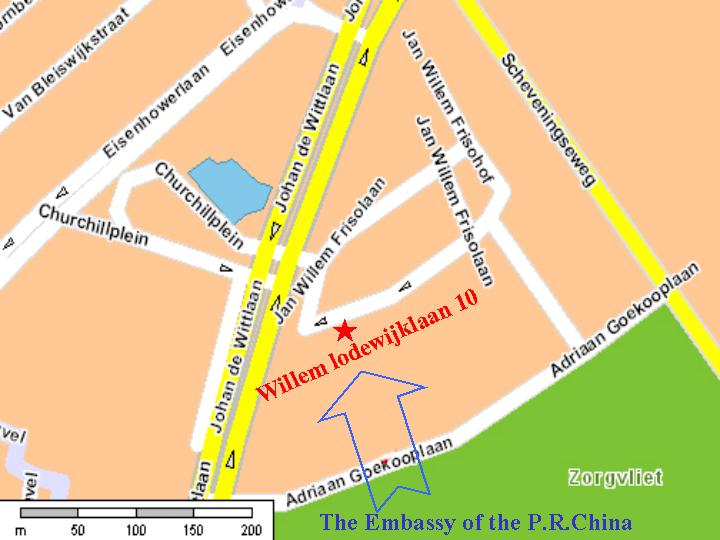 Van Bleiswijkstraat
Eisenhowerlaan
Johan de Wittlaan
Jan Willem Frisohof
Scheveningseweg
Jan Willem Frisolaan
Churchillplein
Churchillplein
Jan Willem Frisolaan
Willem lodewijklaan 10
Johan de Wittlaan
Adriaan Goekooplaan
Adriaan Goekooplaan
Zorgvliet
m 50 100 150 200
The Embassy of the P.R.China